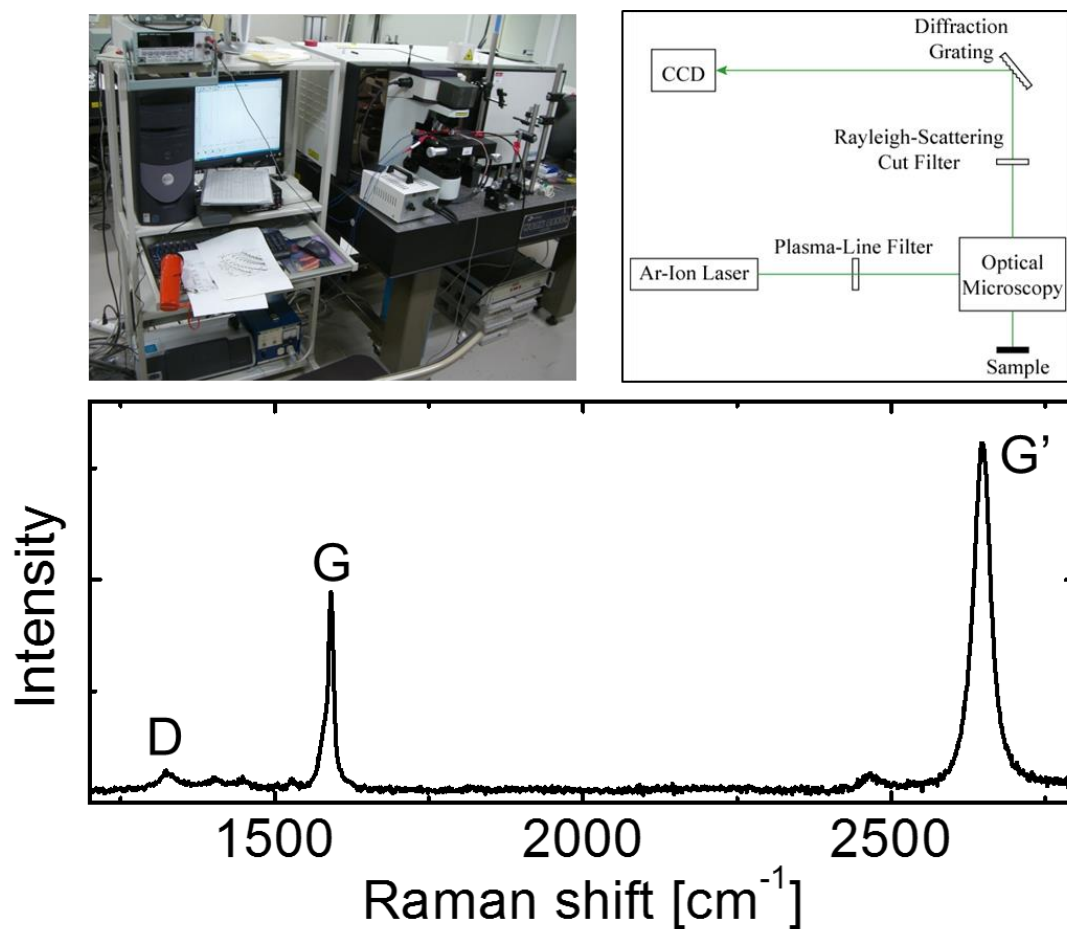 Diffraction
Grating
CCD
Rayleigh-Scattering
Cut Filter
Plasma-Line Filter
Ar-Ion Laser
Optical
Microscopy
Sample
Intensity
D
G
G'
1500
2000
2500
Raman shift [cm⁻¹]